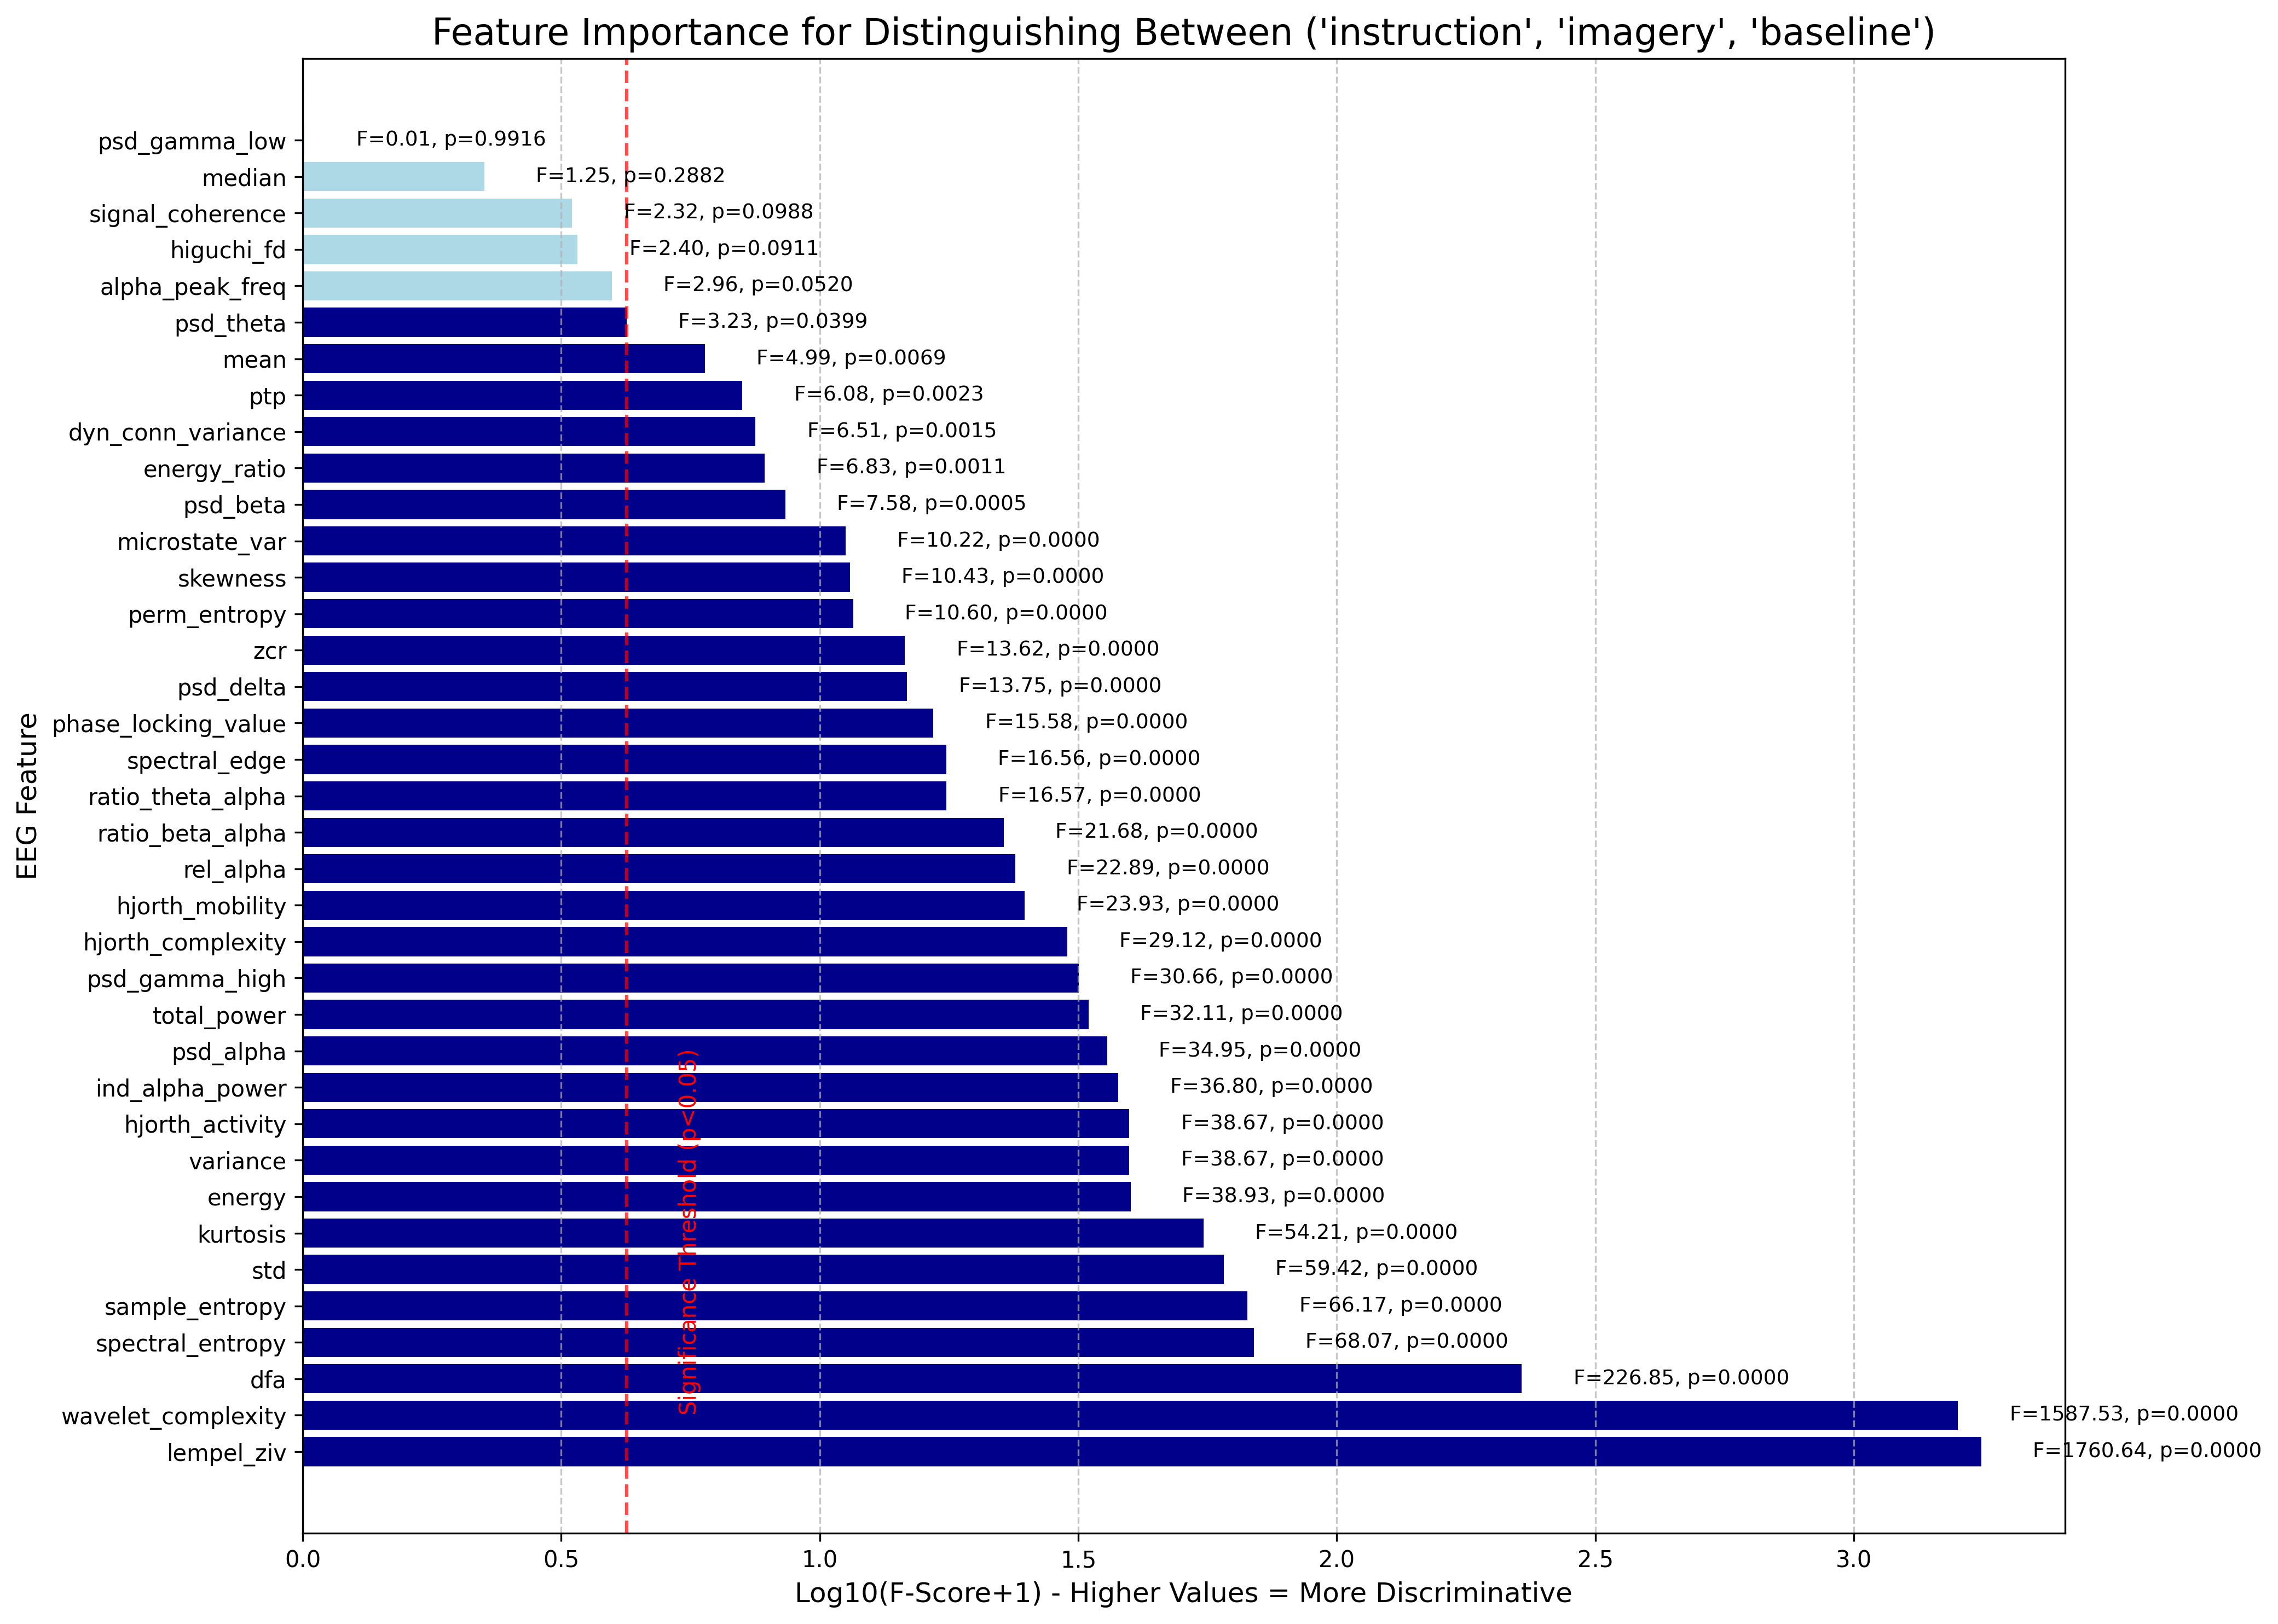 Feature Importance for Distinguishing Between ('instruction', 'imagery', 'baseline')
psd_gamma_low F=0.01, p=0.9916
median F=1.25, p=0.2882
signal_coherence F=2.32, p=0.0988
higuchi_fd F=2.40, p=0.0911
alpha_peak_freq F=2.96, p=0.0520
psd_theta F=3.23, p=0.0399
mean F=4.99, p=0.0069
ptp F=6.08, p=0.0023
dyn_conn_variance F=6.51, p=0.0015
energy_ratio F=6.83, p=0.0011
psd_beta F=7.58, p=0.0005
microstate_var F=10.22, p=0.0000
skewness F=10.43, p=0.0000
perm_entropy F=10.60, p=0.0000
zcr F=13.62, p=0.0000
psd_delta F=13.75, p=0.0000
phase_locking_value F=15.58, p=0.0000
spectral_edge F=16.56, p=0.0000
ratio_theta_alpha F=16.57, p=0.0000
ratio_beta_alpha F=21.68, p=0.0000
rel_alpha F=22.89, p=0.0000
hjorth_mobility F=23.93, p=0.0000
hjorth_complexity F=29.12, p=0.0000
psd_gamma_high F=30.66, p=0.0000
total_power F=32.11, p=0.0000
psd_alpha F=34.95, p=0.0000
ind_alpha_power F=36.80, p=0.0000
hjorth_activity F=38.67, p=0.0000
variance F=38.67, p=0.0000
energy F=38.93, p=0.0000
kurtosis F=54.21, p=0.0000
std F=59.42, p=0.0000
sample_entropy F=66.17, p=0.0000
spectral_entropy F=68.07, p=0.0000
dfa F=226.85, p=0.0000
wavelet_complexity F=1587.53, p=0.0000
lempel_ziv F=1760.64, p=0.0000
EEG Feature
Significance Threshold (p<0.05)
0.0 0.5 1.0 1.5 2.0 2.5 3.0
Log10(F-Score+1) - Higher Values = More Discriminative